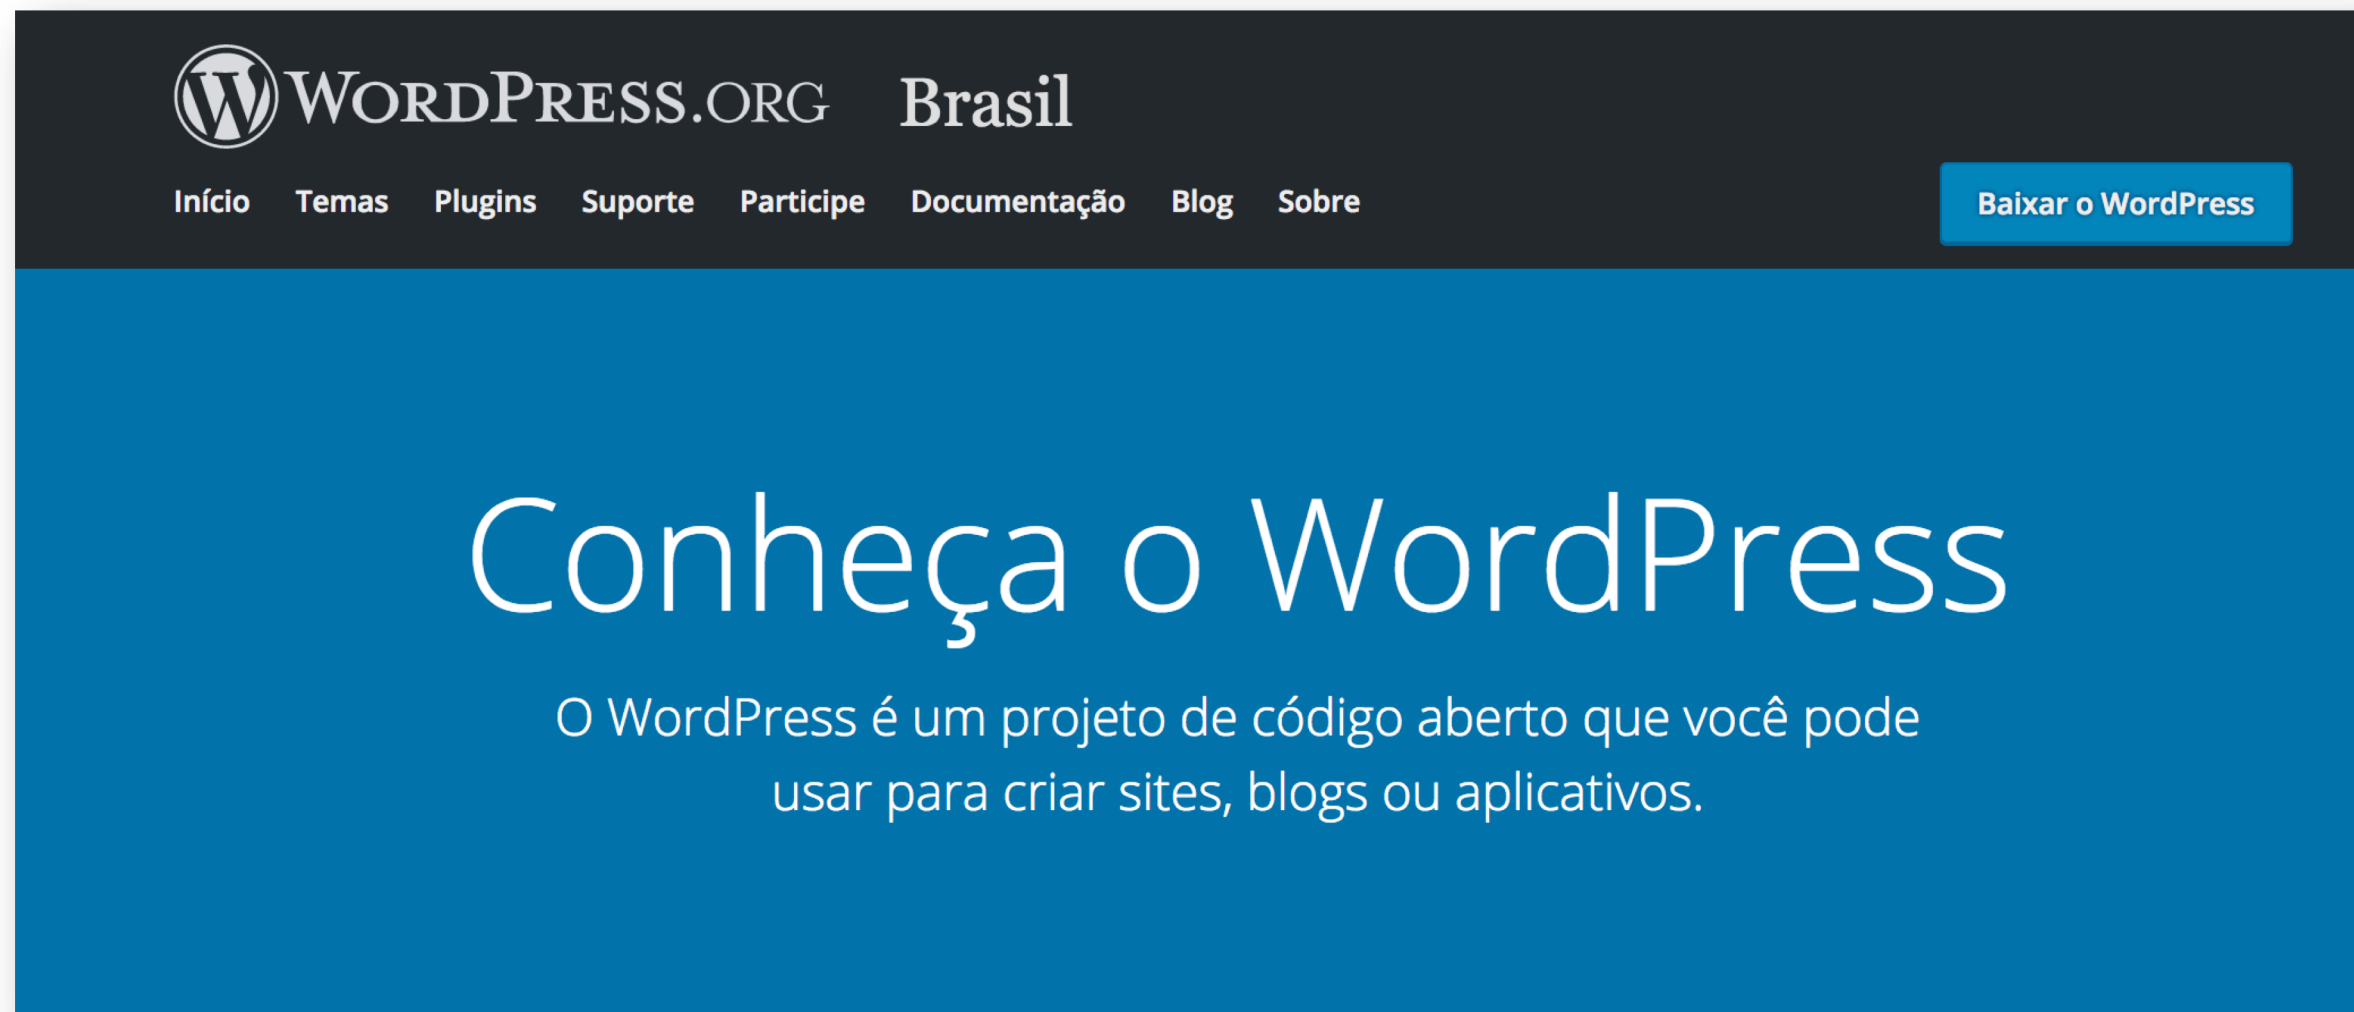 WORDPRESS.ORG Brasil
Início Temas Plugins Suporte Participe Documentação Blog Sobre Baixar o WordPress
Conheça o WordPress
O WordPress é um projeto de código aberto que você pode
usar para criar sites, blogs ou aplicativos.